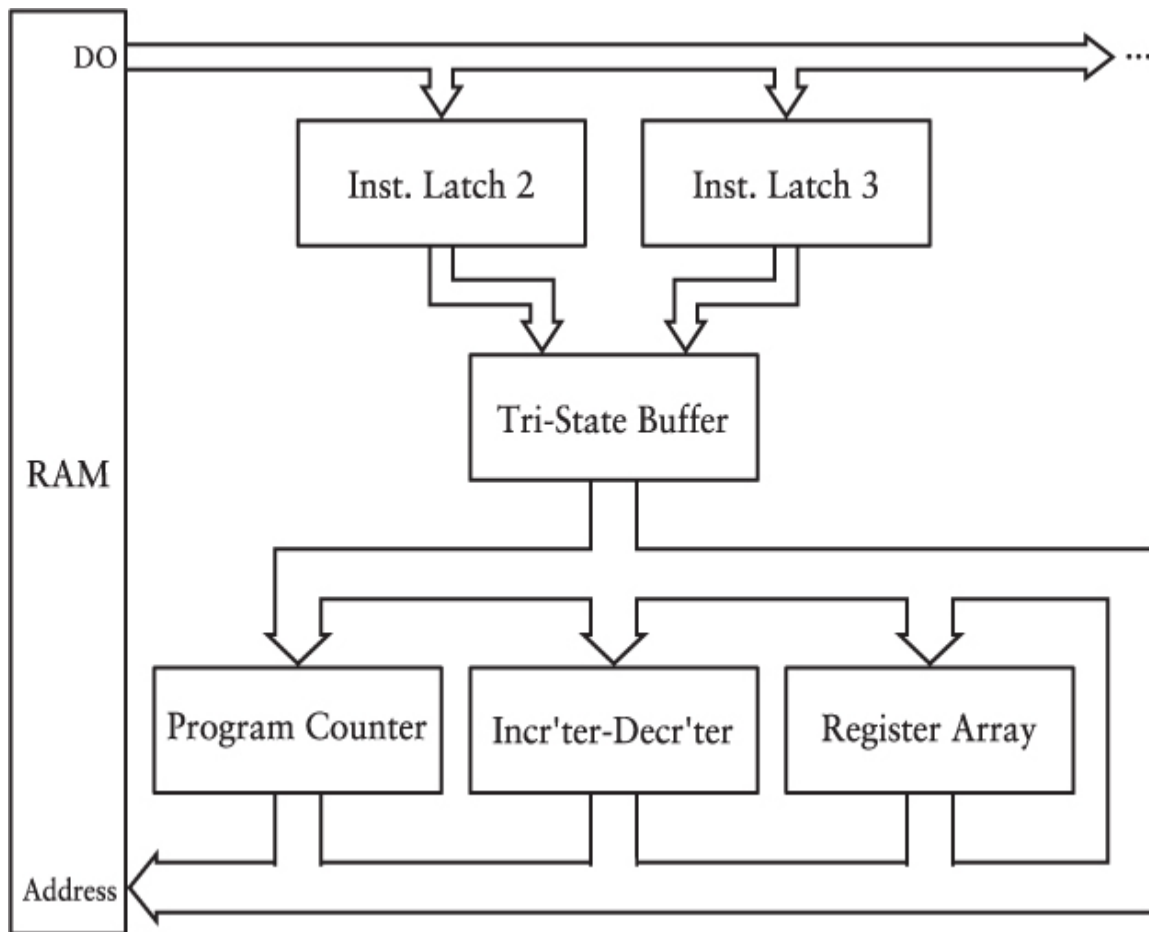 DO
...
Inst. Latch 2
Inst. Latch 3
Tri-State Buffer
RAM
Program Counter
Incr'ter-Decr'ter
Register Array
Address